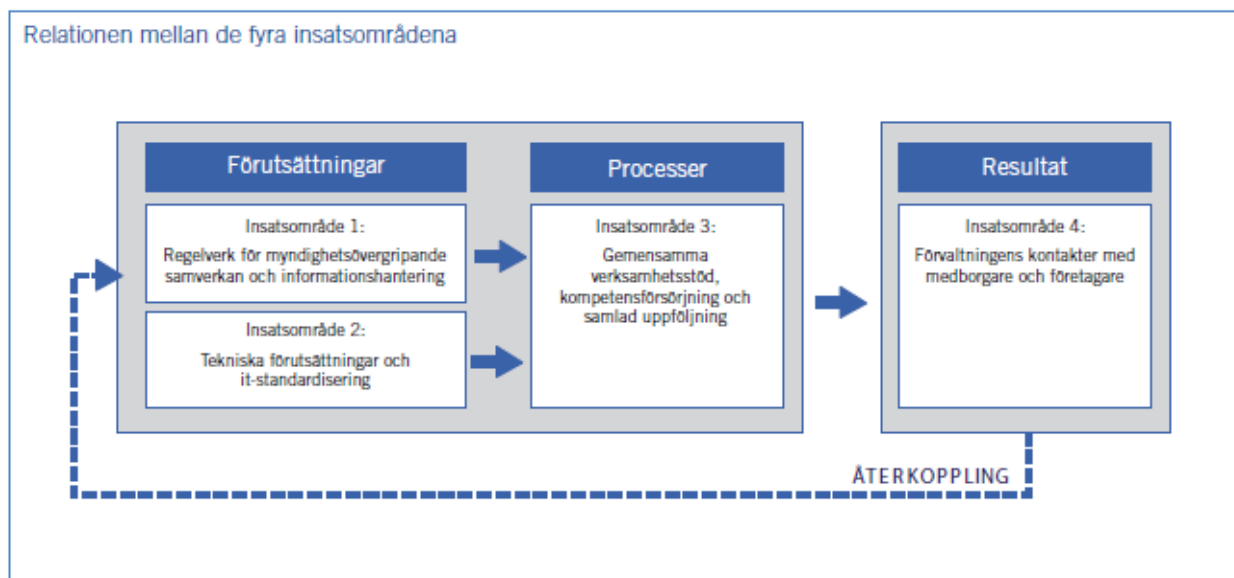 Relationen mellan de fyra insatsområdena
Förutsättningar
Insatsområde 1:
Regelverk för myndighetsövergripande
samverkan och informationshantering
Insatsområde 2:
Tekniska förutsättningar och
it-standardisering
Processer
Insatsområde 3:
Gemensamma
verksamhetsstöd,
kompetensförsörjning och
samlad uppföljning
Resultat
Insatsområde 4:
Förvaltningens kontakter med
medborgare och företagare
ÅTERKOPPLING